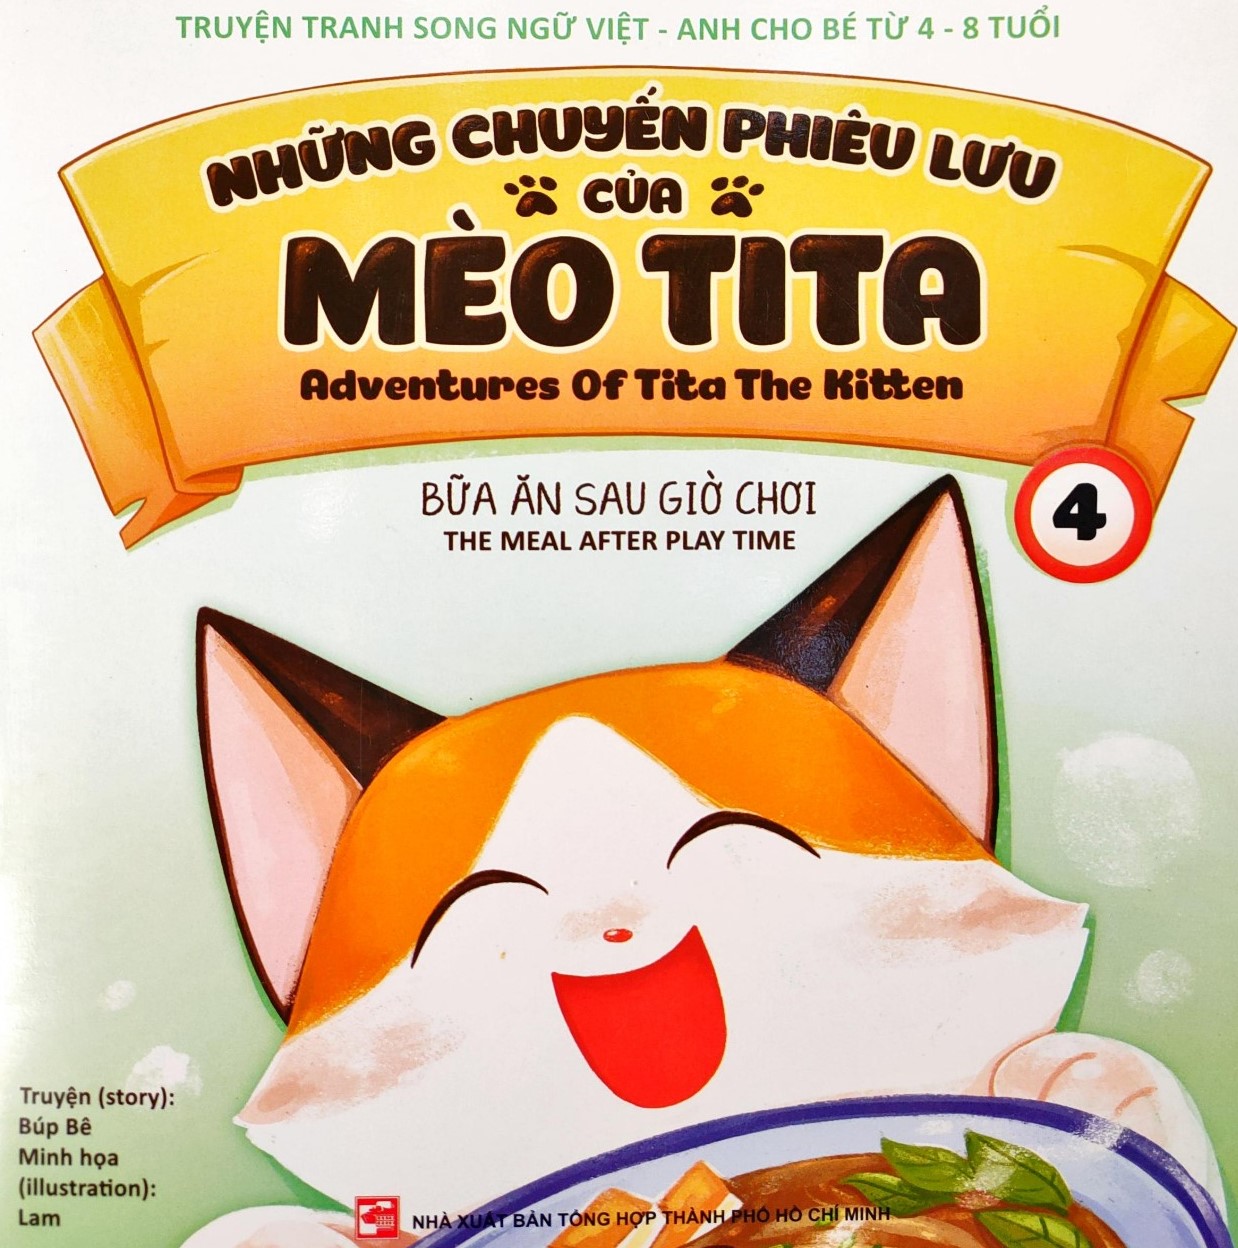 TRUYỆN TRANH SONG NGỮ VIỆT - ANH CHO BÉ TỪ 4 - 8 TUỔI
NHỮNG CHUYẾN PHIÊU LƯU
CỦA
MÈO TITA
Adventures Of Tita The Kitten
4
BỮA ĂN SAU GIỜ CHƠI
THE MEAL AFTER PLAY TIME
Truyện (story):
Búp Bê
Minh họa
(illustration):
Lam
NHÀ XUẤT BẢN TỔNG HỢP THÀNH PHỐ HỒ CHÍ MINH